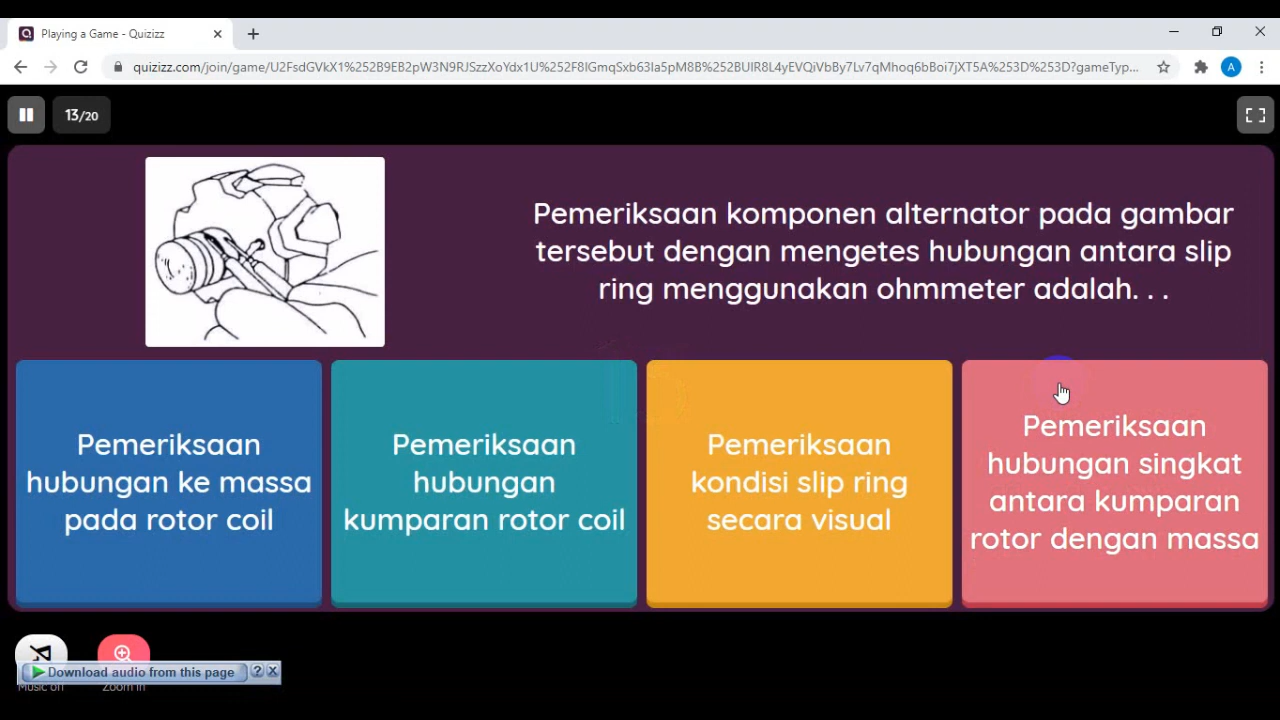 Playing a Game - Quizizz
quizizz.com/join/game/U2FsdGVkX1%252B9EB2pW3N9RJSzzXoYdx1U%252F8IGmqSxb63Ia5pM8B%252BUIR8L4yEVQiVbBy7Lv7qMhoq6bBoi7jXT5A%253D%253D?gameTyp...
A
13/20
Pemeriksaan komponen alternator pada gambar
tersebut dengan mengetes hubungan antara slip
ring menggunakan ohmmeter adalah. . .
Pemeriksaan
hubungan ke massa
pada rotor coil
Pemeriksaan
hubungan
kumparan rotor coil
Pemeriksaan
kondisi slip ring
secara visual
Pemeriksaan
hubungan singkat
antara kumparan
rotor dengan massa
Download audio from this page
? X
Music off
Zoom in